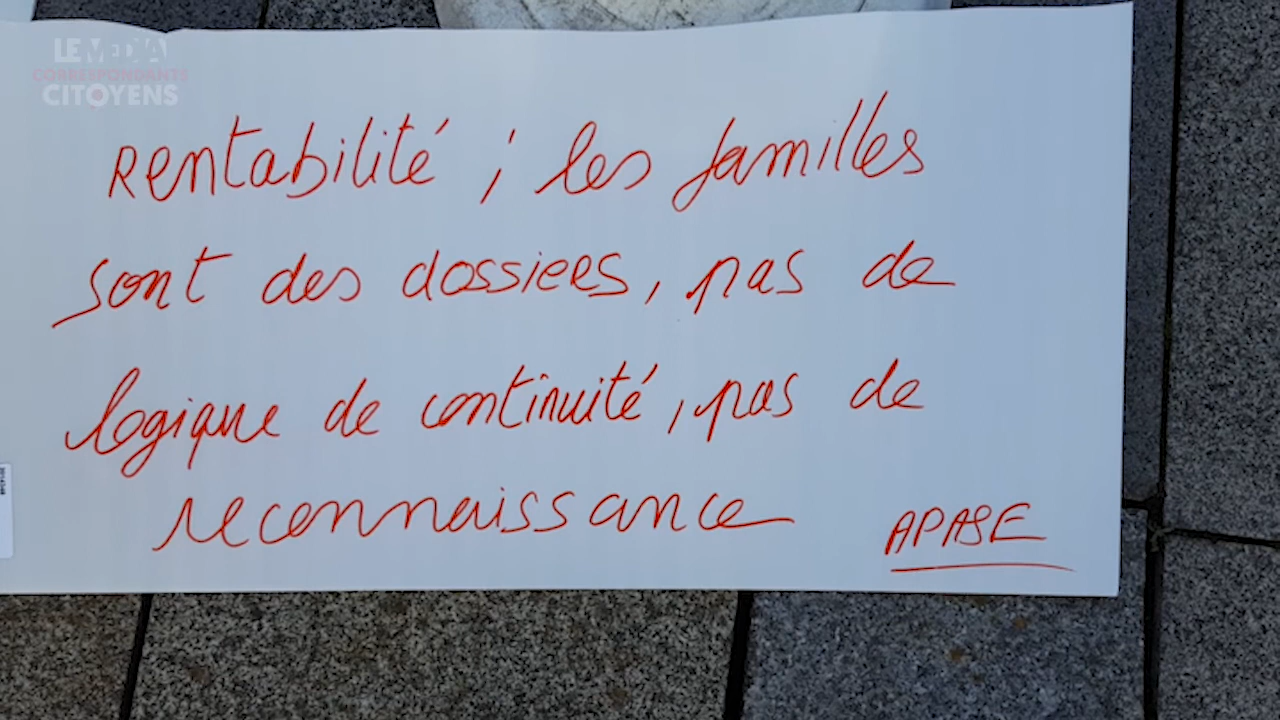 LE MEDIA
CORRESPONDANTS
CITOYENS
Rentabilité ; les familles
sont des dossiers, pas de
logique de continuité, pas de
reconnaissance
APASE